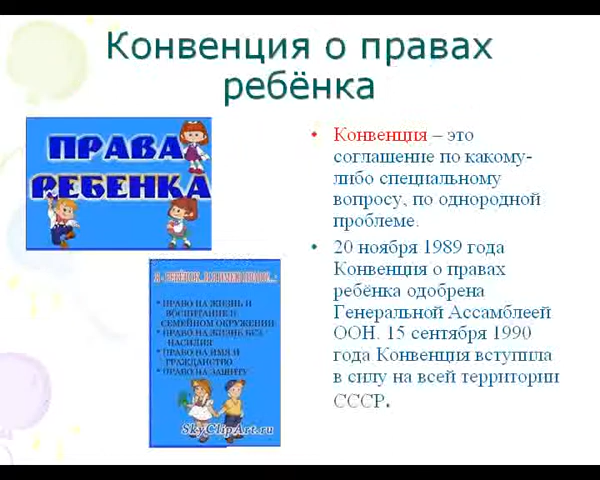 Конвенция о правах
ребёнка
ПРАВА
РЕБЕНКА
• Конвенция – это
соглашение по какому-
либо специальному
вопросу, по однородной
проблеме.
• 20 ноября 1989 года
Конвенция о правах
ребёнка одобрена
Генеральной Ассамблеей
ООН. 15 сентября 1990
года Конвенция вступила
в силу на всей территории
СССР.
Я - РЕБЁНОК
• ПРАВО НА ЖИЗНЬ И
ВОСПИТАНИЕ В
СЕМЕЙНОМ ОКРУЖЕНИИ
• ПРАВО НА ЖИЗНЬ БЕЗ
НАСИЛИЯ
• ПРАВО НА ИМЯ И
ГРАЖДАНСТВО
• ПРАВО НА ЗАЩИТУ
SkyClipArt.ru